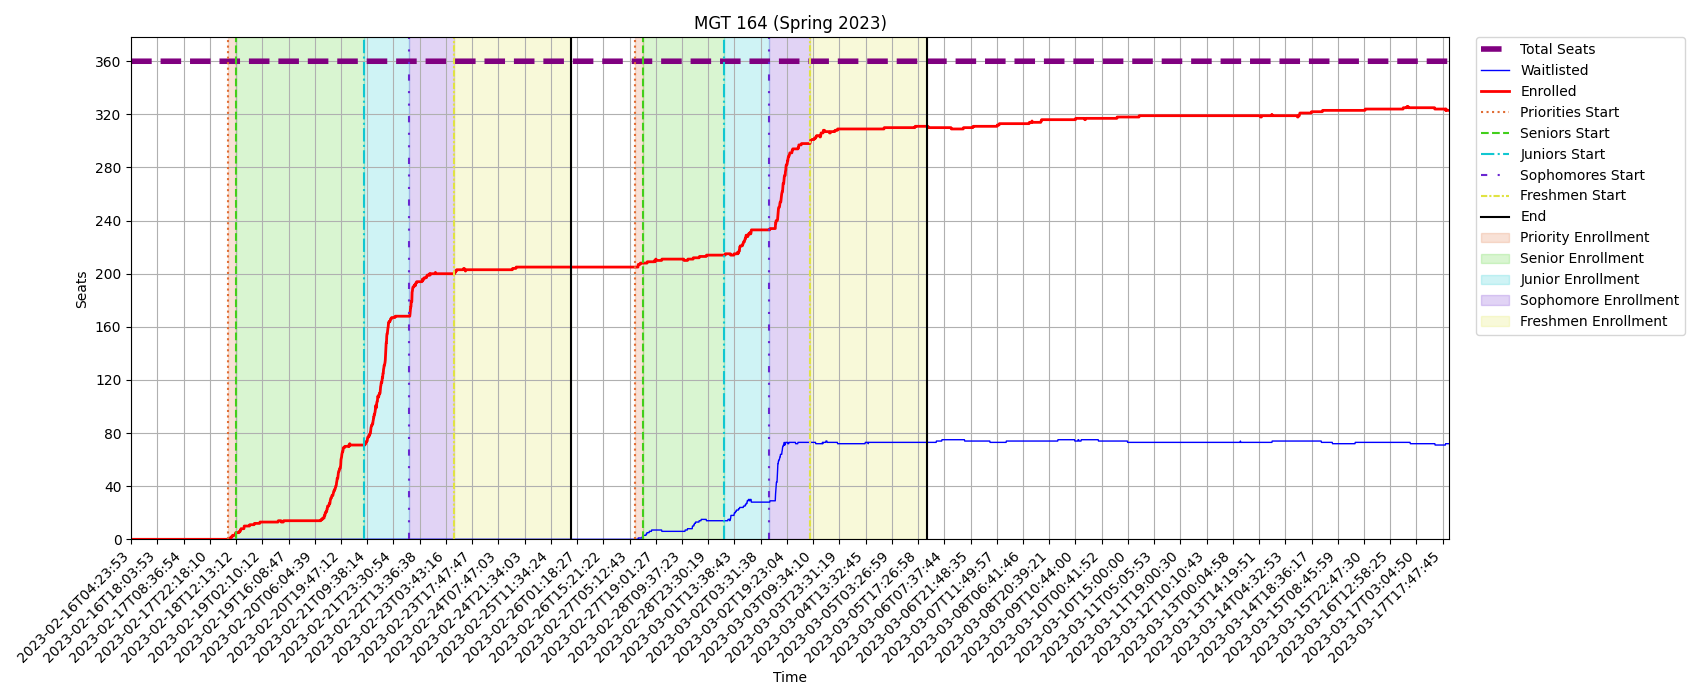 MGT 164 (Spring 2023)
Seats
360
320
280
240
200
160
120
80
40
0
2023-02-16T04:23:53
2023-02-16T18:03:53
2023-02-17T08:36:54
2023-02-17T22:18:10
2023-02-18T12:13:12
2023-02-19T02:10:12
2023-02-19T16:08:47
2023-02-20T06:04:39
2023-02-20T19:47:12
2023-02-21T09:38:14
2023-02-21T23:30:54
2023-02-22T13:36:38
2023-02-23T03:43:16
2023-02-23T17:47:47
2023-02-24T07:47:03
2023-02-24T21:34:03
2023-02-25T11:34:24
2023-02-26T01:18:27
2023-02-26T15:21:22
2023-02-27T05:12:43
2023-02-27T19:01:27
2023-02-28T09:37:23
2023-02-28T23:30:19
2023-03-01T13:38:43
2023-03-02T03:31:38
2023-03-02T19:23:04
2023-03-03T09:34:10
2023-03-03T23:31:19
2023-03-04T13:32:45
2023-03-05T03:26:59
2023-03-05T17:26:58
2023-03-06T07:37:44
2023-03-06T21:48:35
2023-03-07T11:49:57
2023-03-08T06:41:46
2023-03-08T20:39:21
2023-03-09T10:44:00
2023-03-10T00:41:52
2023-03-10T15:00:00
2023-03-11T05:05:53
2023-03-11T19:00:30
2023-03-12T10:10:43
2023-03-13T00:04:58
2023-03-13T14:19:51
2023-03-14T04:32:53
2023-03-14T18:36:17
2023-03-15T08:45:59
2023-03-15T22:47:30
2023-03-16T12:58:25
2023-03-17T03:04:50
2023-03-17T17:47:45
Time
Total Seats
Waitlisted
Enrolled
Priorities Start
Seniors Start
Juniors Start
Sophomores Start
Freshmen Start
End
Priority Enrollment
Senior Enrollment
Junior Enrollment
Sophomore Enrollment
Freshmen Enrollment